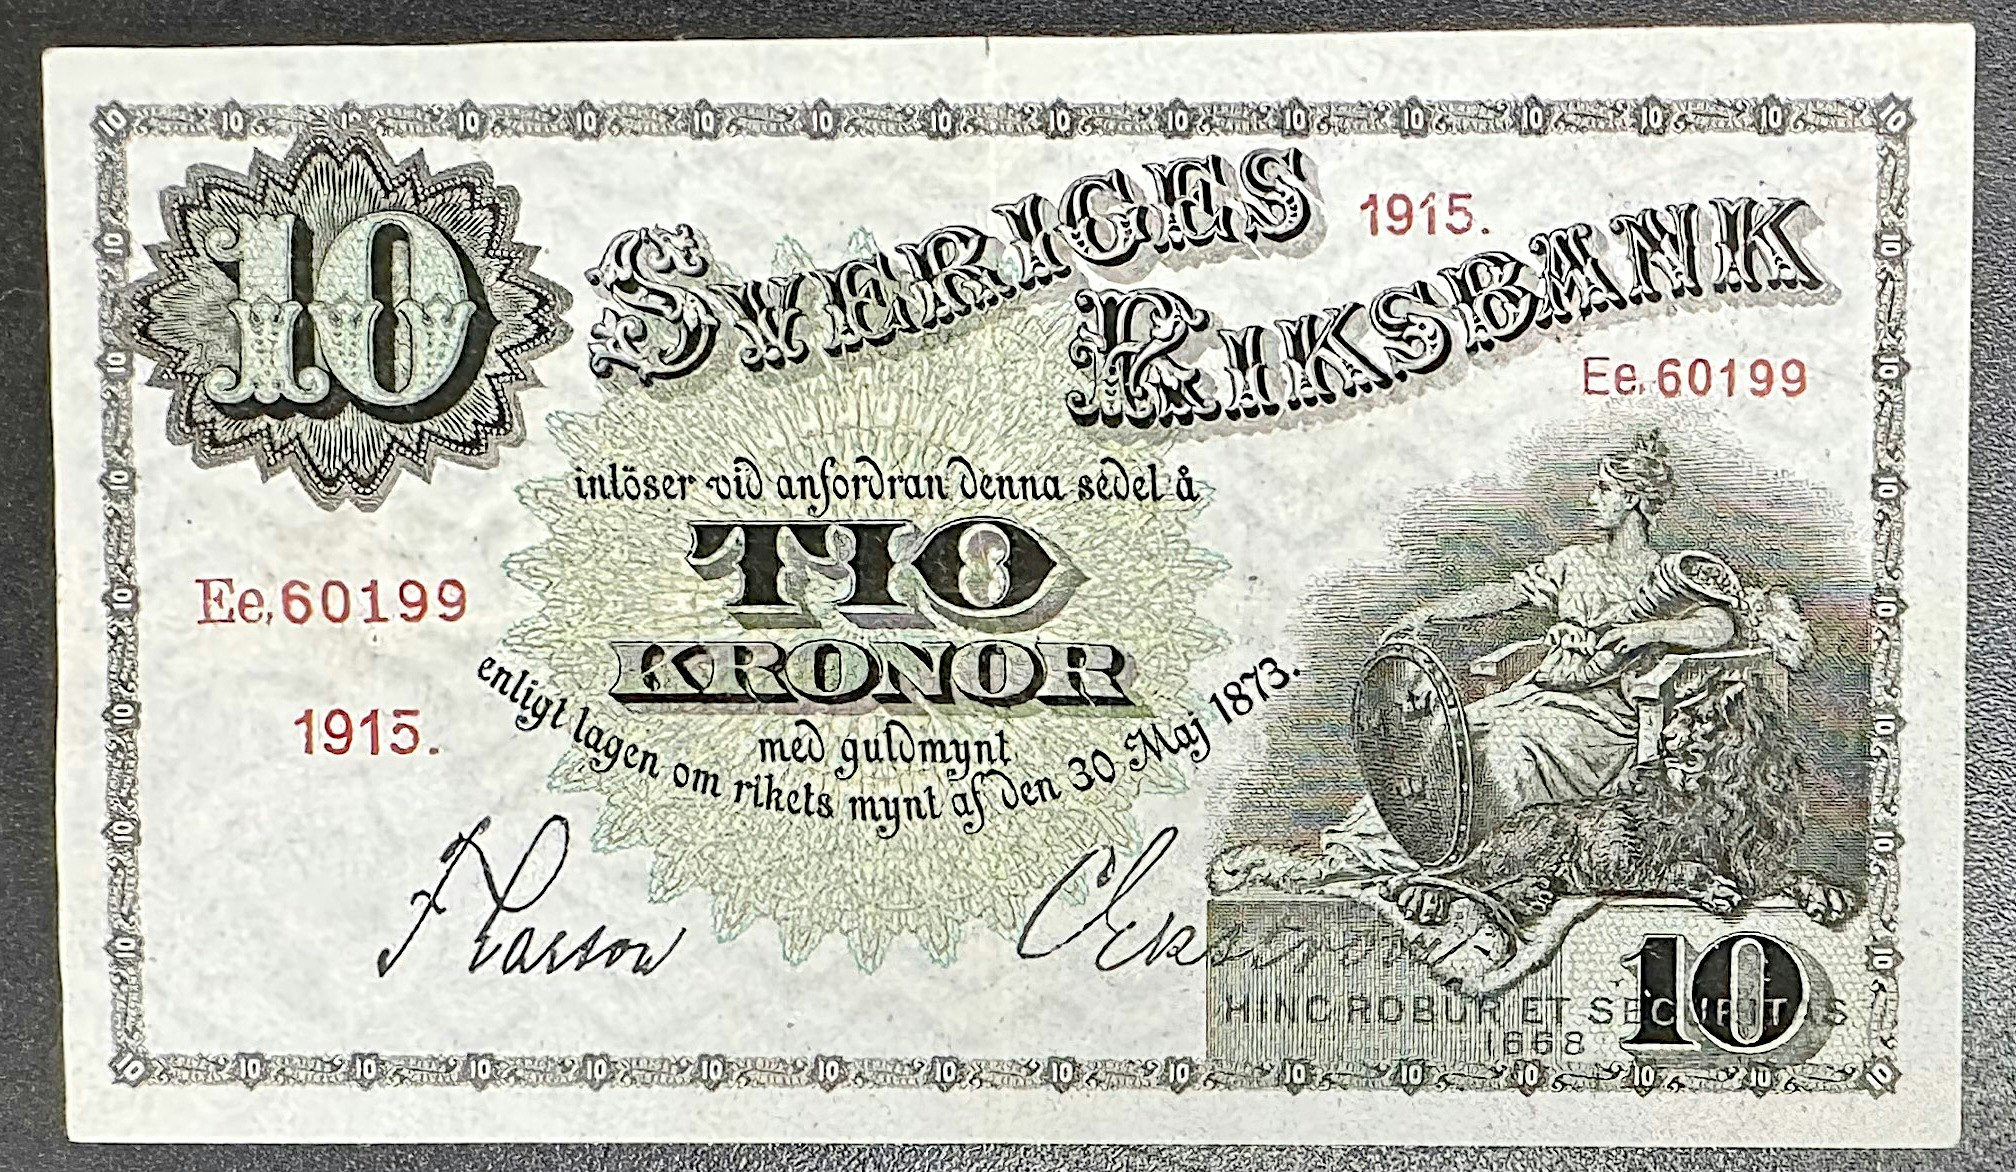 10
SVERIGES
1915.
RIKSBANK
Ee,60199
inlöser vid anfordran denna sedel å
TIO
KRONOR
Ee,60199
med guldmynt
enligt lagen om rikets mynt af den 30 Maj 1873.
1915.
10
HINC ROBUR ET SECURITAS
1668